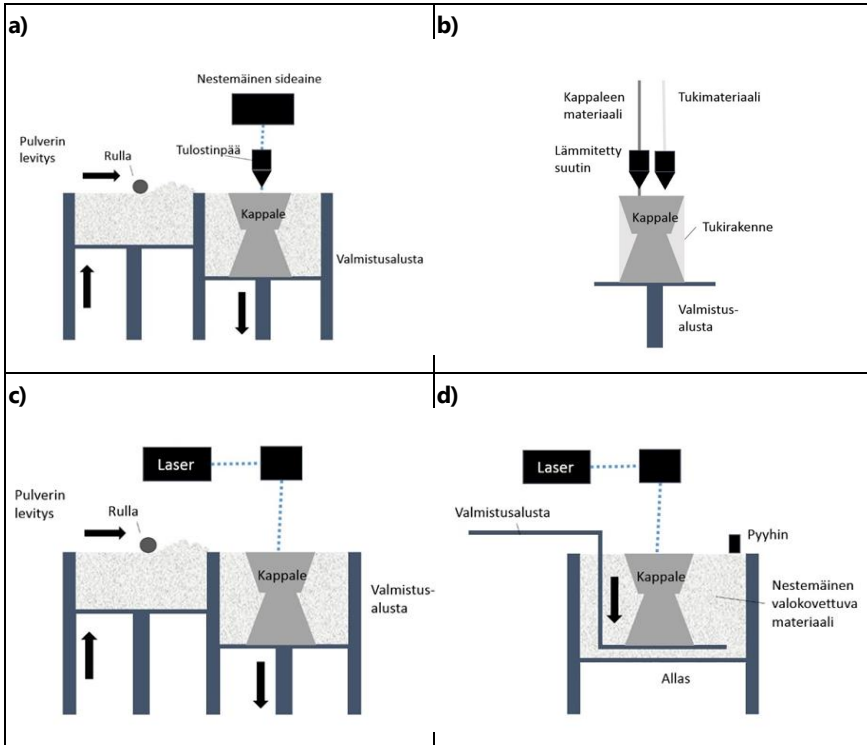 a)
Nestemäinen sideaine
Pulverin
levitys
Rulla
Tulostinpää
Kappale
Valmistusalusta
b)
Kappaleen
materiaali
Tukimateriaali
Lämmitetty
suutin
Kappale
Tukirakenne
Valmistus-
alusta
c)
Laser
Pulverin
levitys
Rulla
Kappale
Valmistus-
alusta
d)
Laser
Valmistusalusta
Pyyhin
Kappale
Nestemäinen
valokovettuva
materiaali
Allas